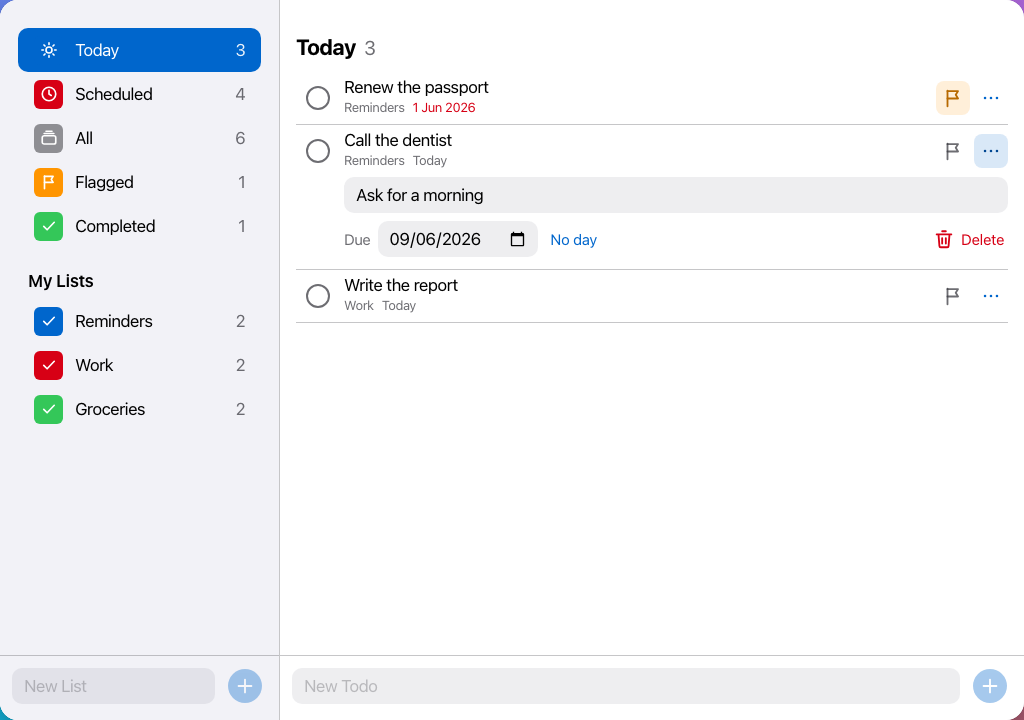 Today 3
Scheduled 4
All 6
Flagged 1
Completed 1
My Lists
Reminders 2
Work 2
Groceries 2
New List
Today 3
Renew the passport
Reminders 1 Jun 2026
Call the dentist
Reminders Today
Ask for a morning
Due 09/06/2026 No day Delete
Write the report
Work Today
New Todo